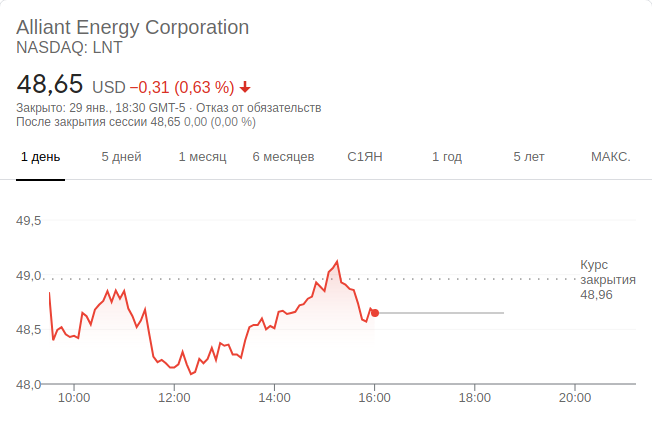 Alliant Energy Corporation
NASDAQ: LNT
48,65 USD −0,31 (0,63 %)
Закрыто: 29 янв., 18:30 GMT-5 · Отказ от обязательств
После закрытия сессии 48,65 0,00 (0,00 %)
1 день 5 дней 1 месяц 6 месяцев С1ЯН 1 год 5 лет МАКС.
49,5
49,0
48,5
48,0
Курс
закрытия
48,96
10:00 12:00 14:00 16:00 18:00 20:00